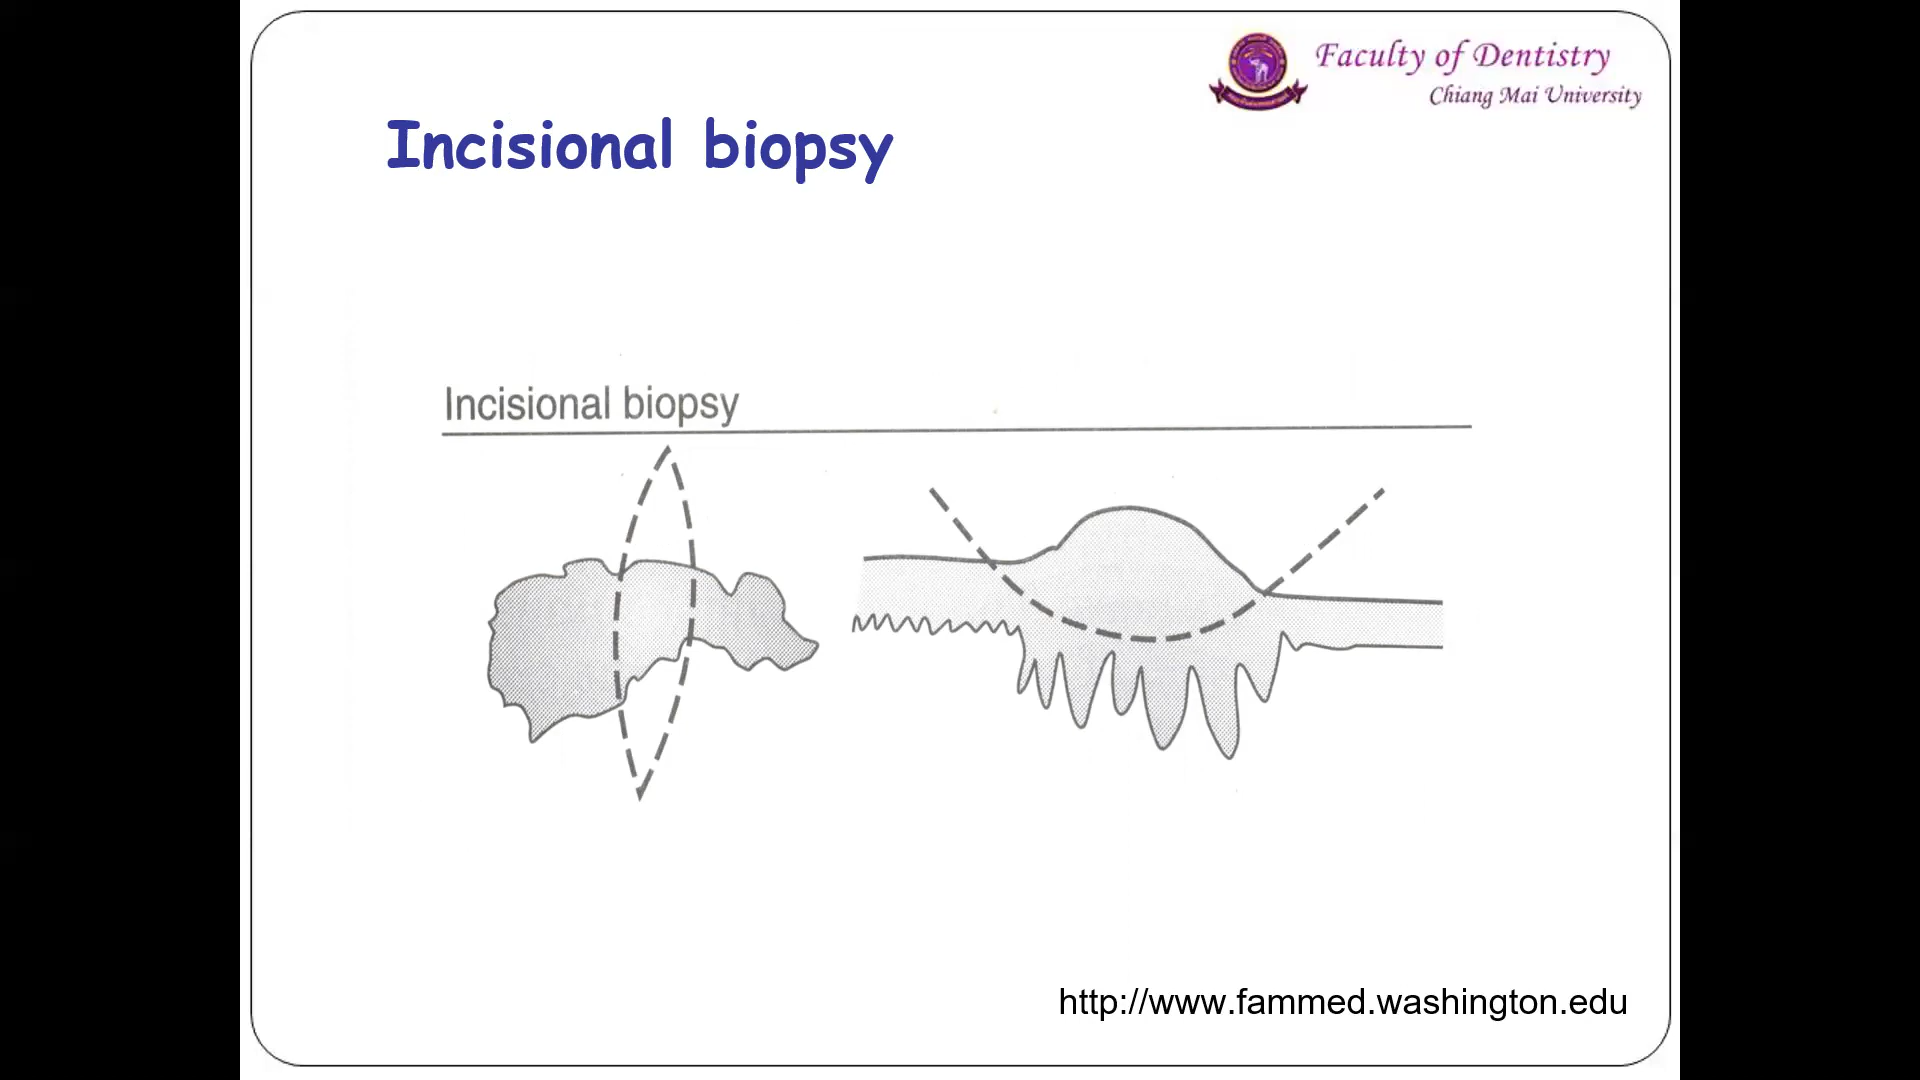 Faculty of Dentistry
Chiang Mai University
Incisional biopsy
Incisional biopsy
http://www.fammed.washington.edu